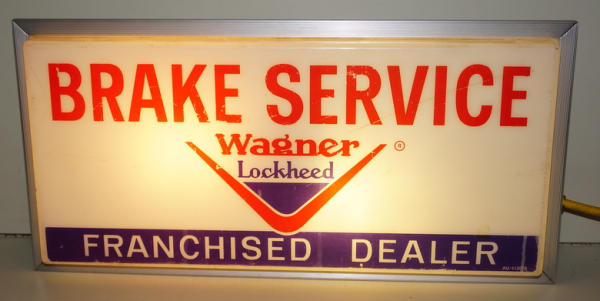 BRAKE SERVICE
Wagner ®
Lockheed
FRANCHISED DEALER